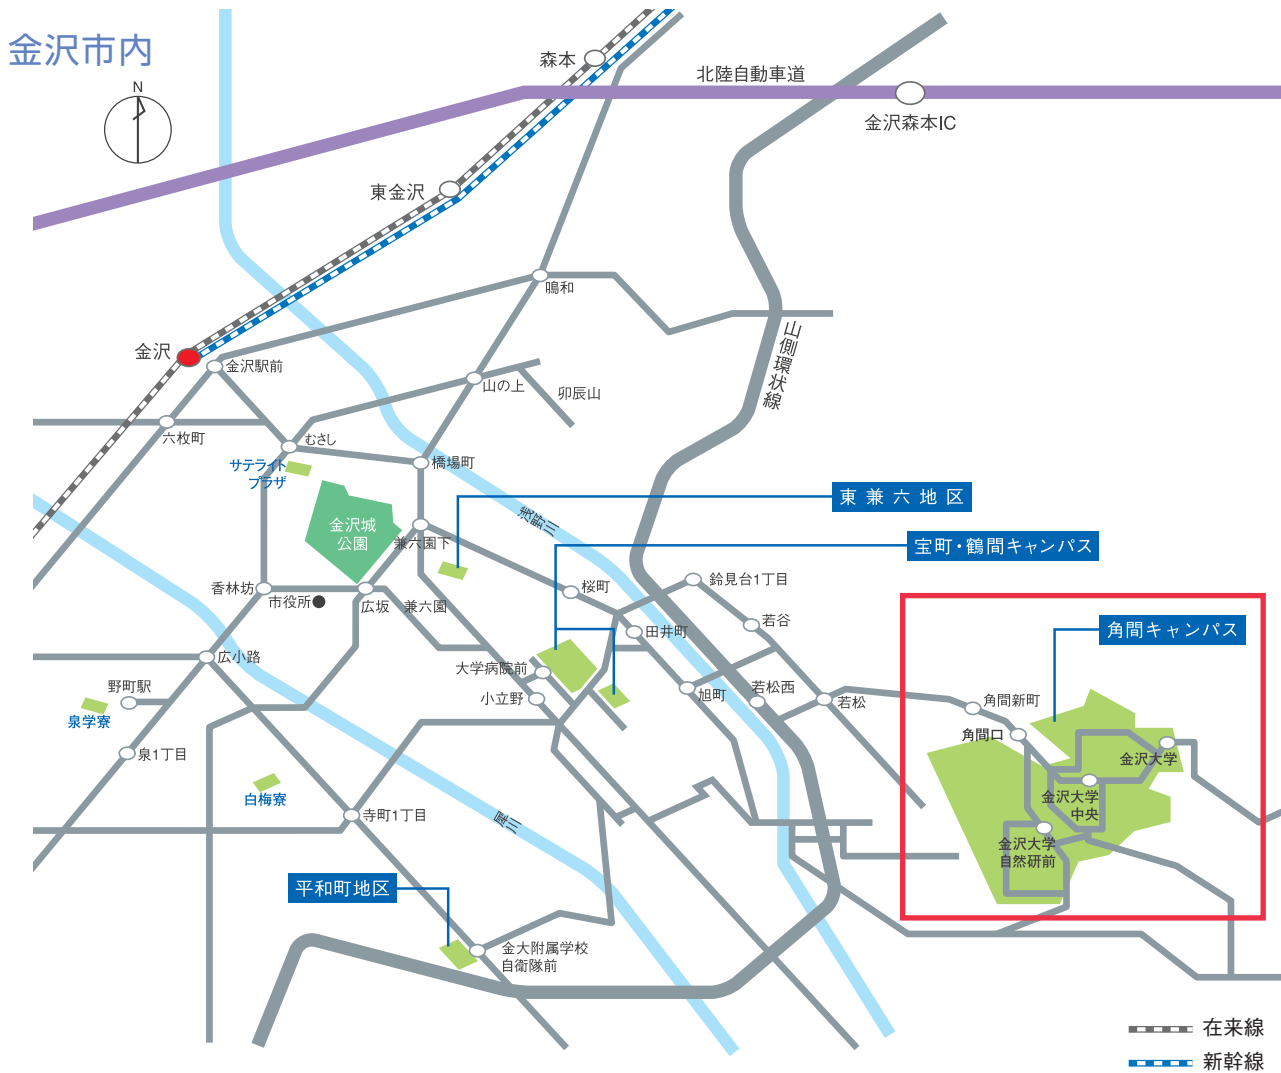 金沢市内
N
森本
北陸自動車道
金沢森本IC
東金沢
鳴和
山側環状線
金沢
金沢駅前
山の上
卯辰山
六枚町
むさし
橋場町
サテライト
プラザ
東兼六地区
金沢城
公園
浅野川
兼六園下
宝町・鶴間キャンパス
香林坊
市役所
広坂
兼六園
桜町
鈴見台1丁目
若谷
田井町
角間キャンパス
広小路
大学病院前
小立野
旭町
若松西
若松
野町駅
泉学寮
角間新町
角間口
泉1丁目
金沢大学
白梅寮
寺町1丁目
犀川
金沢大学
中央
金沢大学
自然研前
平和町地区
金大附属学校
自衛隊前
在来線
新幹線